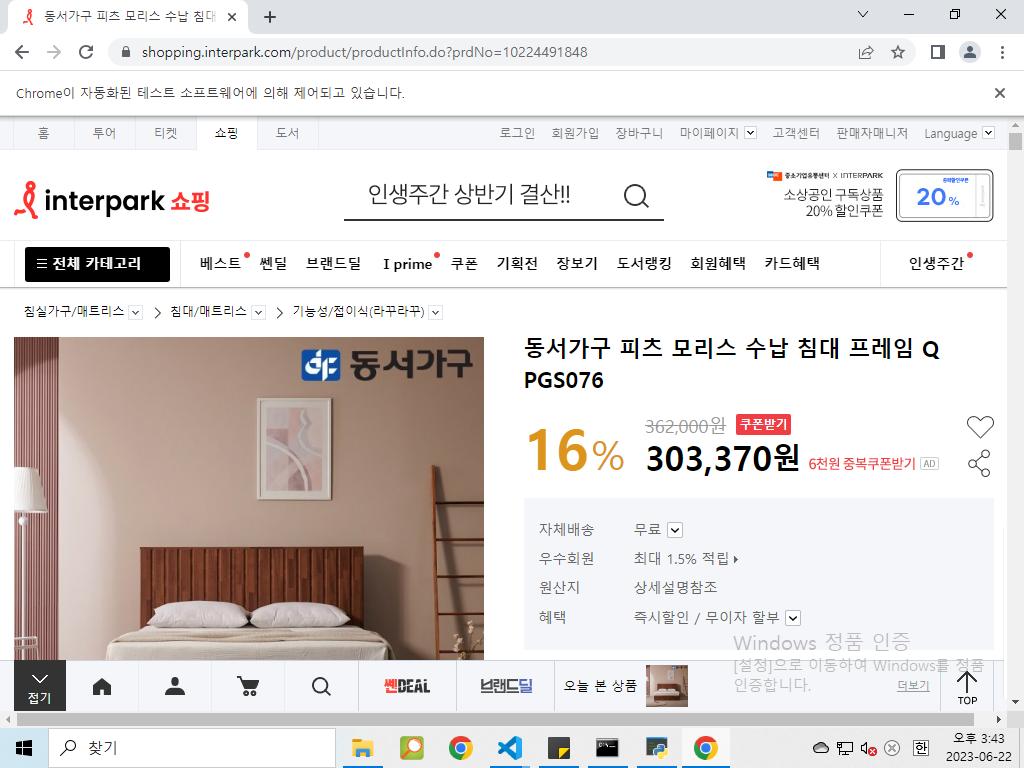 동서가구 피츠 모리스 수납 침대
shopping.interpark.com/product/productInfo.do?prdNo=10224491848
Chrome이 자동화된 테스트 소프트웨어에 의해 제어되고 있습니다.
홈 투어 티켓 쇼핑 도서 로그인 회원가입 장바구니 마이페이지 고객센터 판매자매니저 Language
interpark 쇼핑
인생주간 상반기 결산!!
중소기업유통센터 X INTERPARK
소상공인 구독상품
20% 할인쿠폰
20%
전체 카테고리 베스트 쎈딜 브랜드딜 I prime 쿠폰 기획전 장보기 도서랭킹 회원혜택 카드혜택 인생주간
침실가구/매트리스 침대/매트리스 기능성/접이식(라꾸라꾸)
동서가구
동서가구 피츠 모리스 수납 침대 프레임 Q
PGS076
16% 362,000원 쿠폰받기
303,370원 6천원 중복쿠폰받기 AD
자체배송 무료
우수회원 최대 1.5% 적립
원산지 상세설명참조
혜택 즉시할인 / 무이자 할부
Windows 정품 인증
[설정]으로 이동하여 Windows를 정품
인증합니다.
접기 쎈DEAL 브랜드딜 오늘 본 상품 더보기 TOP
찾기
한
오후 3:43
2023-06-22